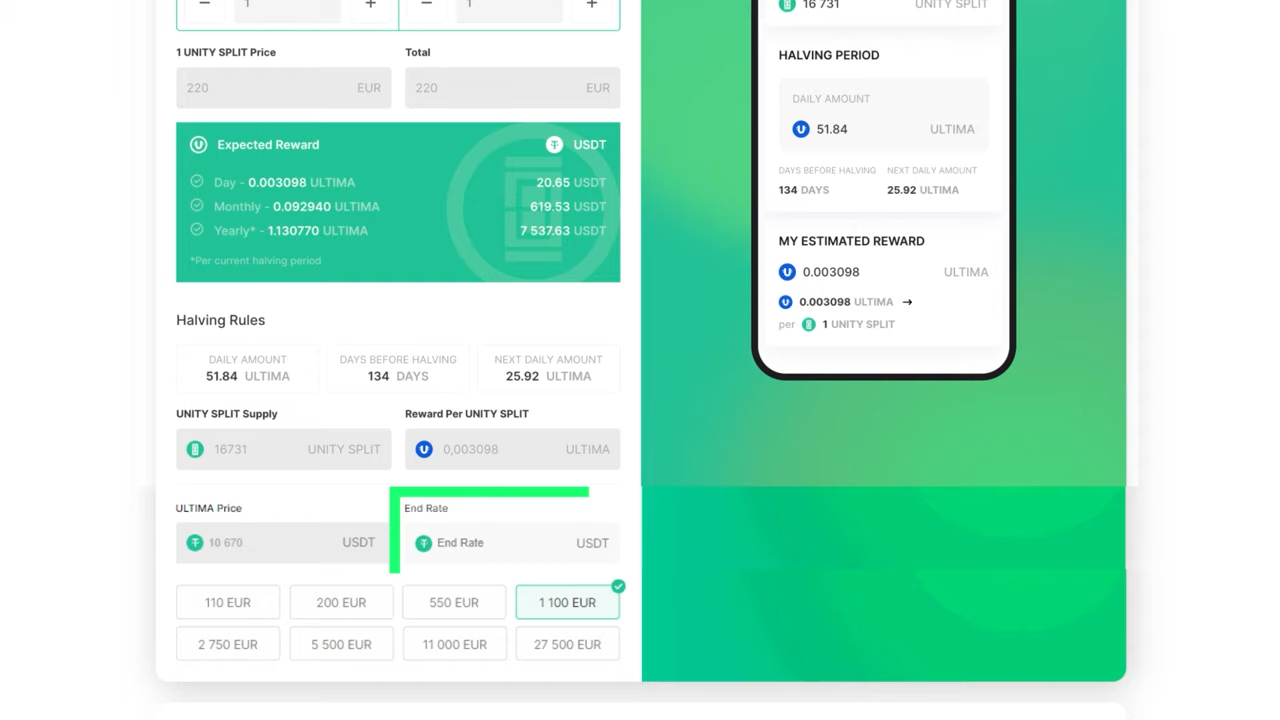 − 1 + − 1 +
1 UNITY SPLIT Price Total
220 EUR 220 EUR
Expected Reward USDT
Day - 0.003098 ULTIMA 20.65 USDT
Monthly - 0.092940 ULTIMA 619.53 USDT
Yearly* - 1.130770 ULTIMA 7 537.63 USDT
*Per current halving period
Halving Rules
DAILY AMOUNT DAYS BEFORE HALVING NEXT DAILY AMOUNT
51.84 ULTIMA 134 DAYS 25.92 ULTIMA
UNITY SPLIT Supply Reward Per UNITY SPLIT
16731 UNITY SPLIT 0,003098 ULTIMA
ULTIMA Price End Rate
10 670 USDT End Rate USDT
110 EUR 200 EUR 550 EUR 1 100 EUR
2 750 EUR 5 500 EUR 11 000 EUR 27 500 EUR
16 731 UNITY SPLIT
HALVING PERIOD
DAILY AMOUNT
51.84 ULTIMA
DAYS BEFORE HALVING NEXT DAILY AMOUNT
134 DAYS 25.92 ULTIMA
MY ESTIMATED REWARD
0.003098 ULTIMA
0.003098 ULTIMA →
per 1 UNITY SPLIT